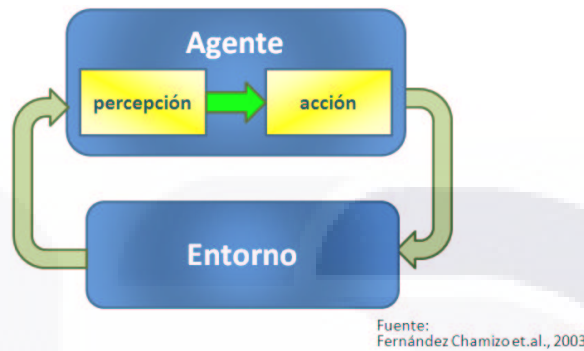 Agente
percepción
acción
Entorno
Fuente:
Fernández Chamizo et.al., 2003